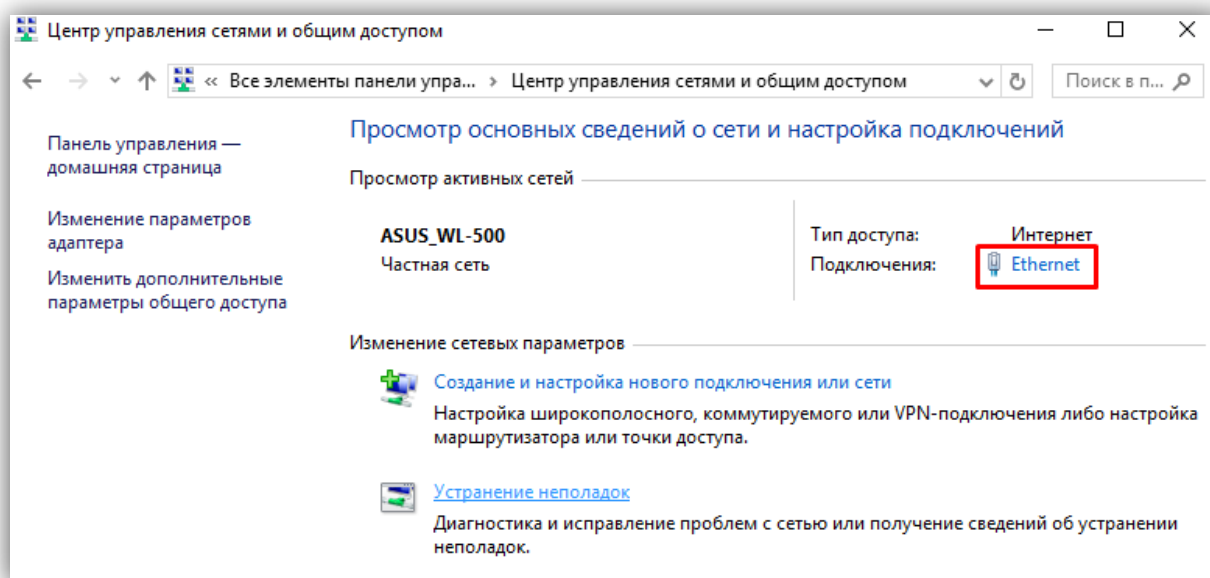 Центр управления сетями и общим доступом
« Все элементы панели упра... › Центр управления сетями и общим доступом
Поиск в п...
Панель управления —
домашняя страница
Изменение параметров
адаптера
Изменить дополнительные
параметры общего доступа
Просмотр основных сведений о сети и настройка подключений
Просмотр активных сетей
ASUS_WL-500
Частная сеть
Тип доступа: Интернет
Подключения: Ethernet
Изменение сетевых параметров
Создание и настройка нового подключения или сети
Настройка широкополосного, коммутируемого или VPN-подключения либо настройка
маршрутизатора или точки доступа.
Устранение неполадок
Диагностика и исправление проблем с сетью или получение сведений об устранении
неполадок.